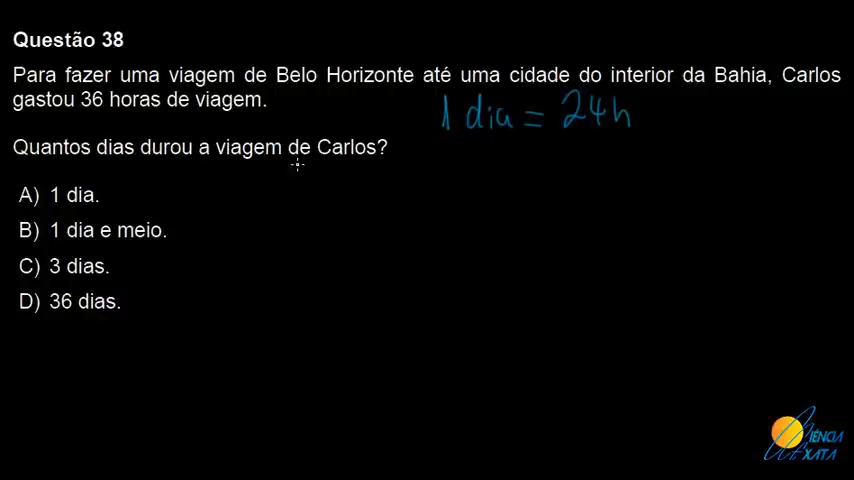 Questão 38
Para fazer uma viagem de Belo Horizonte até uma cidade do interior da Bahia, Carlos
gastou 36 horas de viagem.
1 dia = 24h
Quantos dias durou a viagem de Carlos?
A) 1 dia.
B) 1 dia e meio.
C) 3 dias.
D) 36 dias.
IÊNCIA
EXATA